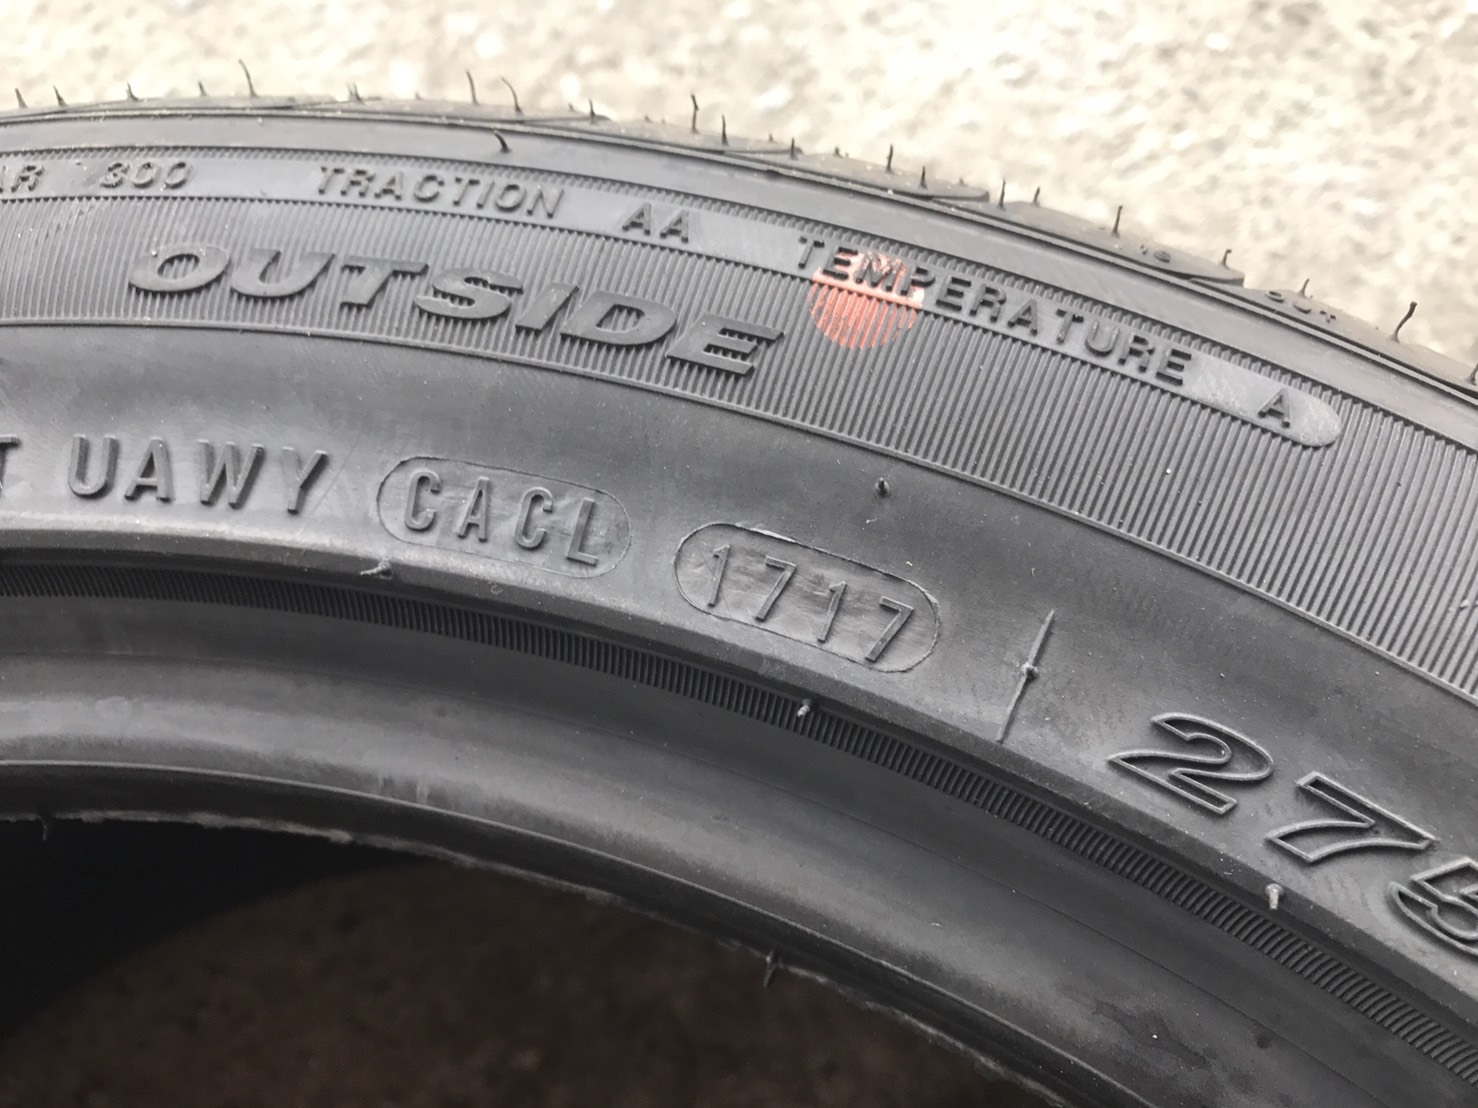 300 TRACTION AA TEMPERATURE A
OUTSIDE
UAWY CACL 1717
275